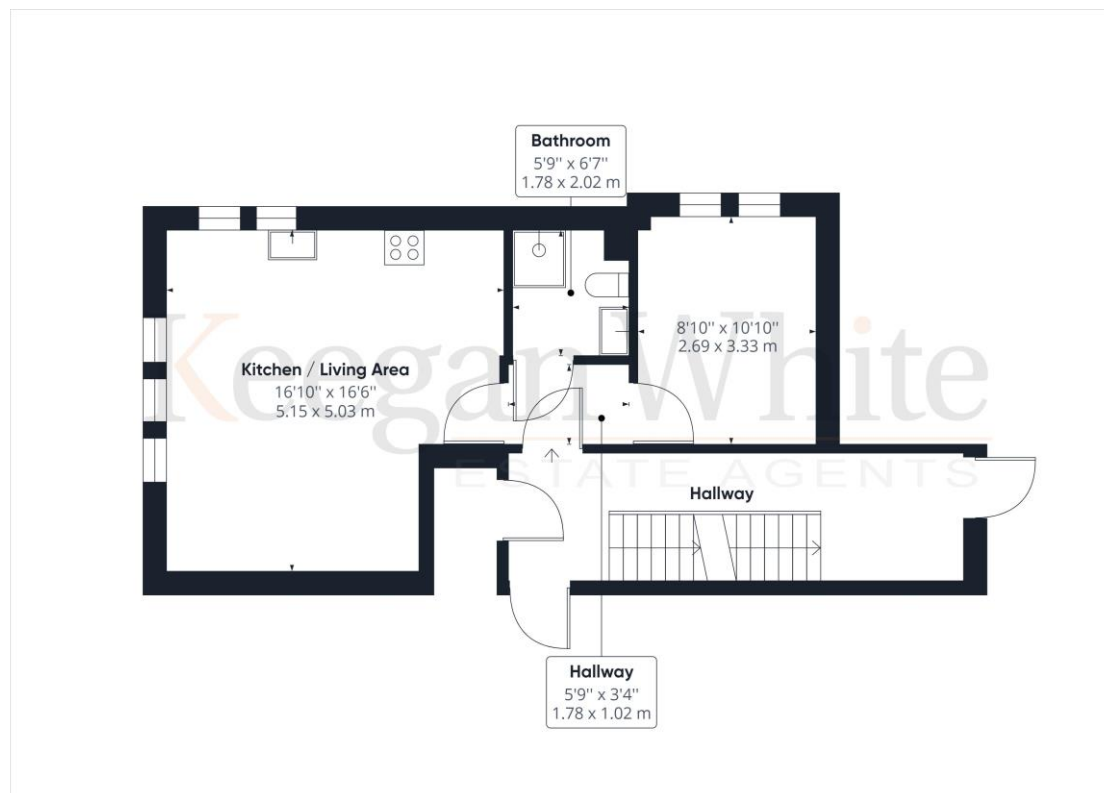 Bathroom
5'9" x 6'7"
1.78 x 2.02 m
8'10" x 10'10"
2.69 x 3.33 m
Kitchen / Living Area
16'10" x 16'6"
5.15 x 5.03 m
Keegan White
ESTATE AGENTS
Hallway
Hallway
5'9" x 3'4"
1.78 x 1.02 m